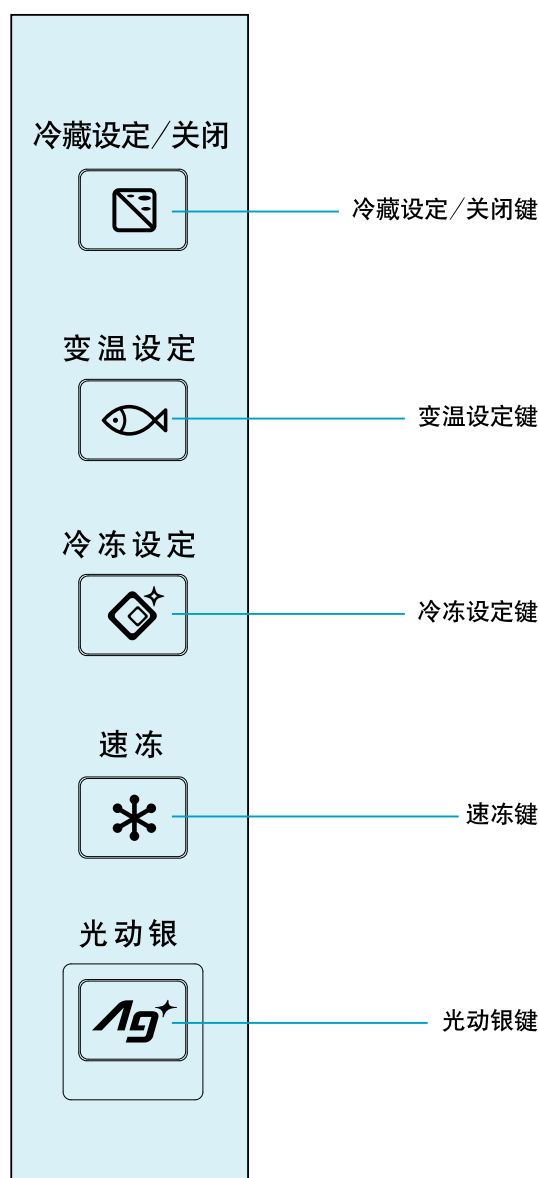 冷藏设定/关闭
冷藏设定/关闭键
变温设定
变温设定键
冷冻设定
冷冻设定键
速冻
速冻键
光动银
Ag
光动银键